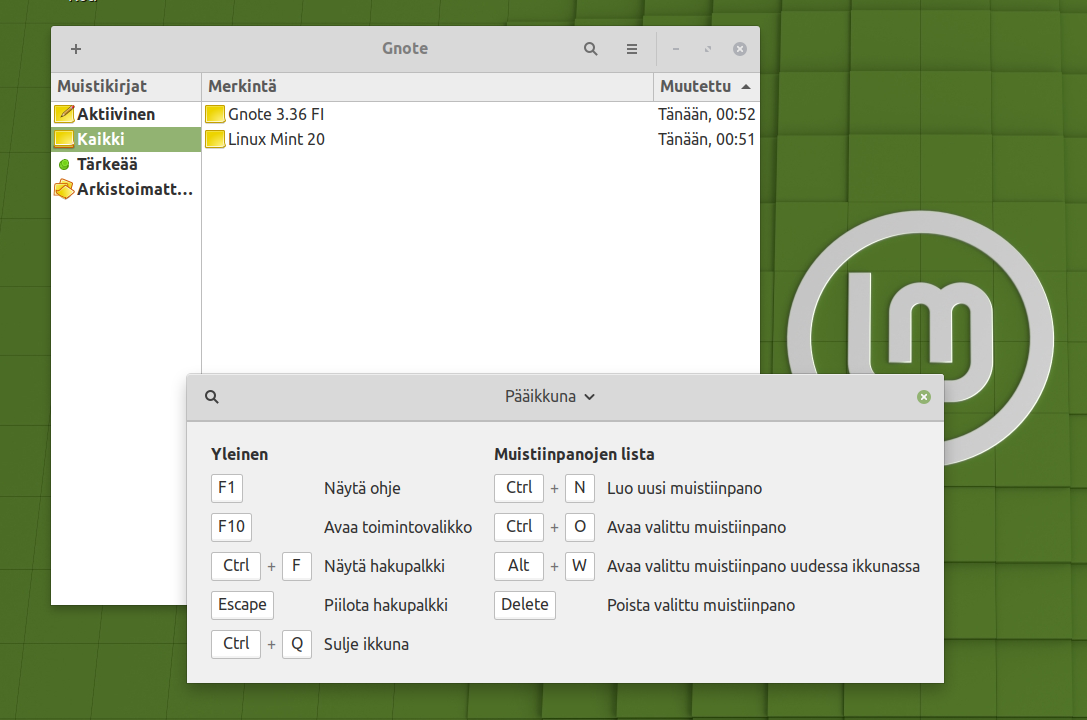 Gnote
Muistikirjat Merkintä Muutettu
Aktiivinen Gnote 3.36 FI Tänään, 00:52
Kaikki Linux Mint 20 Tänään, 00:51
Tärkeää
Arkistoimatt...
Pääikkuna
Yleinen
F1 Näytä ohje
F10 Avaa toimintovalikko
Ctrl + F Näytä hakupalkki
Escape Piilota hakupalkki
Ctrl + Q Sulje ikkuna
Muistiinpanojen lista
Ctrl + N Luo uusi muistiinpano
Ctrl + O Avaa valittu muistiinpano
Alt + W Avaa valittu muistiinpano uudessa ikkunassa
Delete Poista valittu muistiinpano